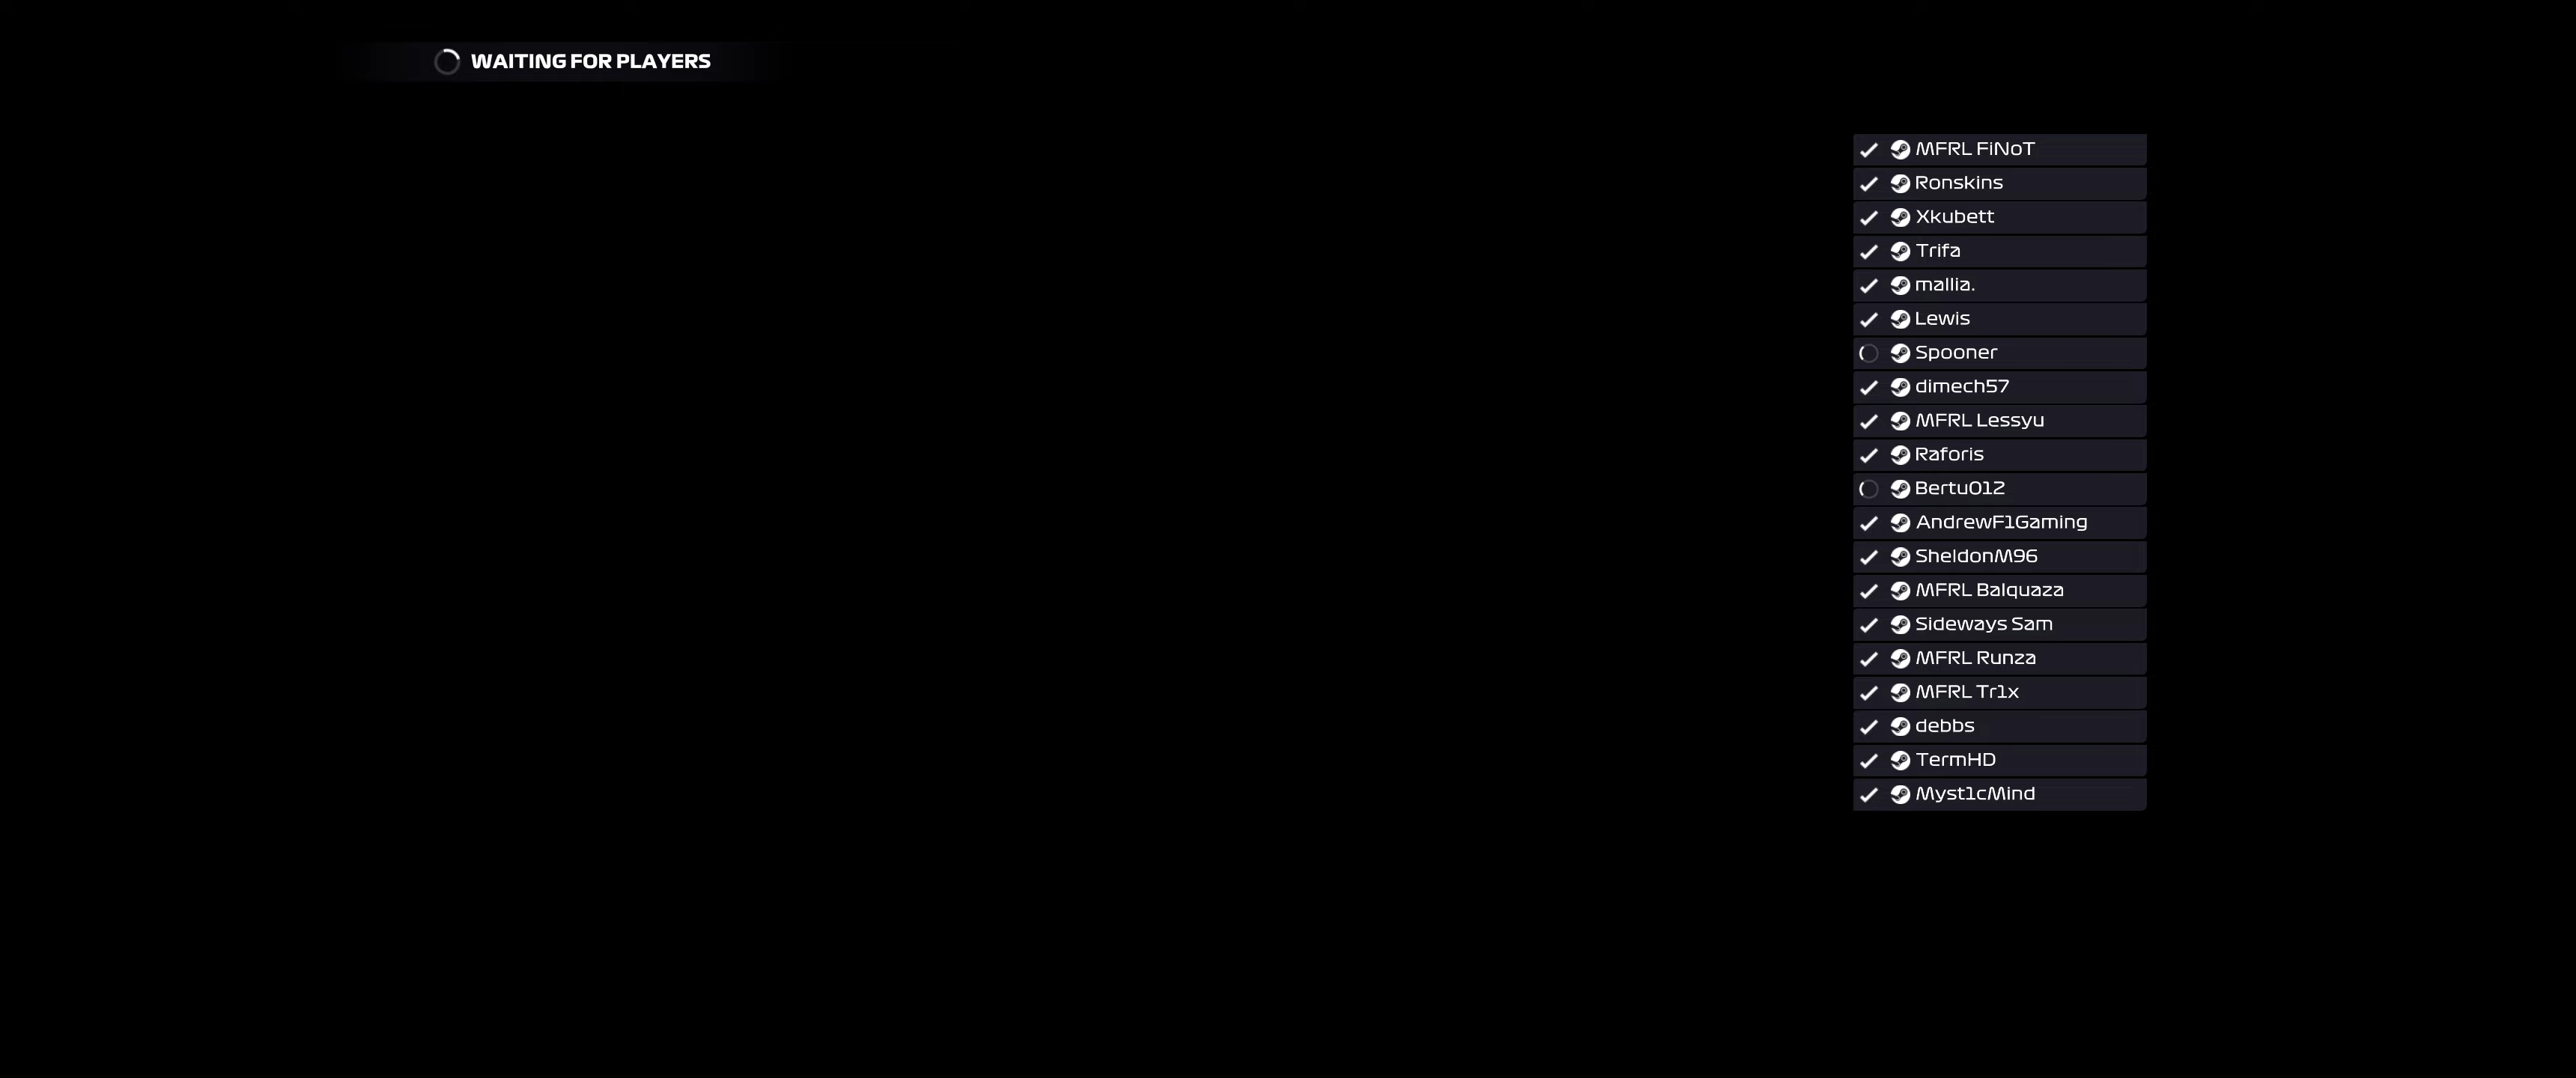 WAITING FOR PLAYERS
MFRL FiNoT
Ronskins
Xkubett
Trifa
mallia.
Lewis
Spooner
dimech57
MFRL Lessyu
Raforis
Bertu012
AndrewF1Gaming
SheldonM96
MFRL Balquaza
Sideways Sam
MFRL Runza
MFRL Tr1x
debbs
TermHD
Myst1cMind